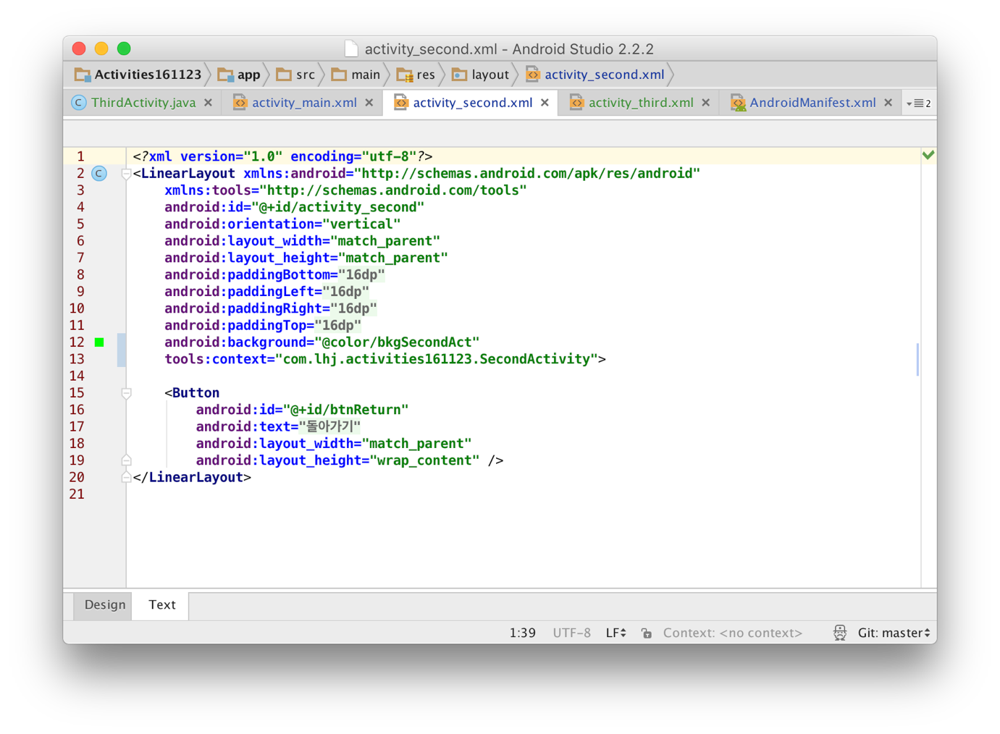 activity_second.xml - Android Studio 2.2.2
Activities161123 app src main res layout activity_second.xml
ThirdActivity.java activity_main.xml activity_second.xml activity_third.xml AndroidManifest.xml 2
1 <?xml version="1.0" encoding="utf-8"?>
2 C <LinearLayout xmlns:android="http://schemas.android.com/apk/res/android"
3 xmlns:tools="http://schemas.android.com/tools"
4 android:id="@+id/activity_second"
5 android:orientation="vertical"
6 android:layout_width="match_parent"
7 android:layout_height="match_parent"
8 android:paddingBottom="16dp"
9 android:paddingLeft="16dp"
10 android:paddingRight="16dp"
11 android:paddingTop="16dp"
12 android:background="@color/bkgSecondAct"
13 tools:context="com.lhj.activities161123.SecondActivity">
14
15 <Button
16 android:id="@+id/btnReturn"
17 android:text="돌아가기"
18 android:layout_width="match_parent"
19 android:layout_height="wrap_content" />
20 </LinearLayout>
21
Design Text
1:39 UTF-8 LF Context: <no context> Git: master